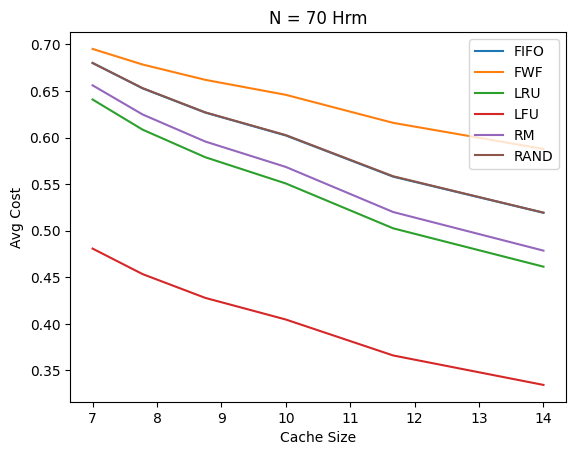 N = 70 Hrm
FIFO
FWF
LRU
LFU
RM
RAND
Avg Cost
0.70
0.65
0.60
0.55
0.50
0.45
0.40
0.35
7 8 9 10 11 12 13 14
Cache Size